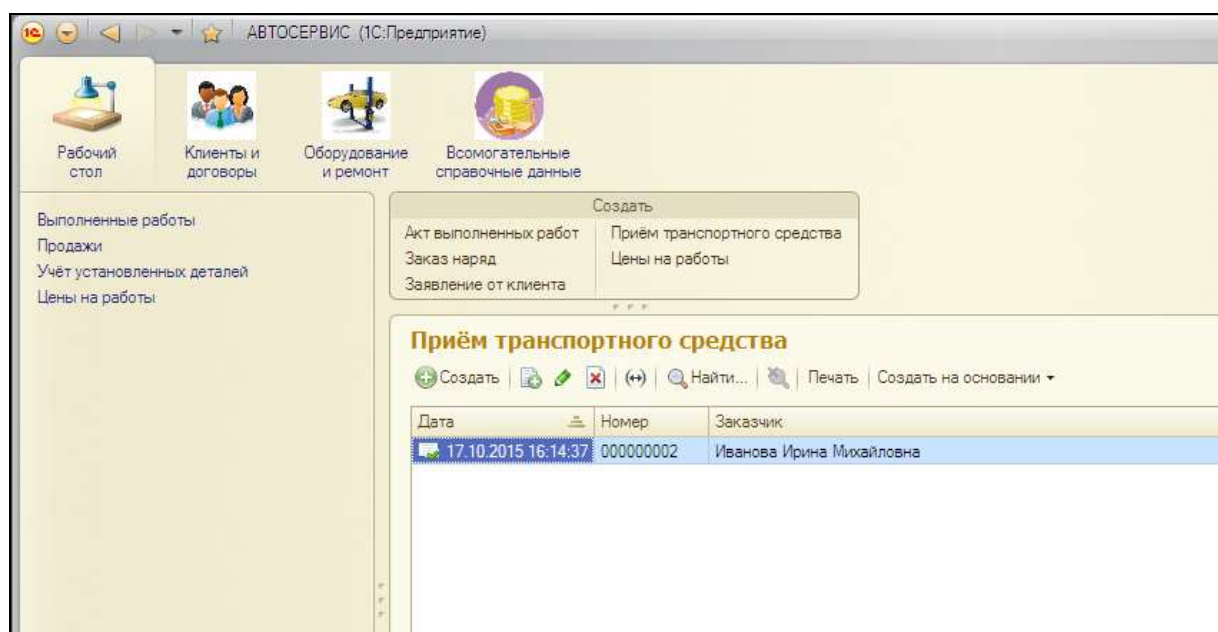 АВТОСЕРВИС (1С:Предприятие)
Рабочий
стол
Клиенты и
договоры
Оборудование
и ремонт
Всомогательные
справочные данные
Выполненные работы
Продажи
Учёт установленных деталей
Цены на работы
Создать
Акт выполненных работ Приём транспортного средства
Заказ наряд Цены на работы
Заявление от клиента
Приём транспортного средства
Создать Найти... Печать Создать на основании
Дата Номер Заказчик
17.10.2015 16:14:37 000000002 Иванова Ирина Михайловна